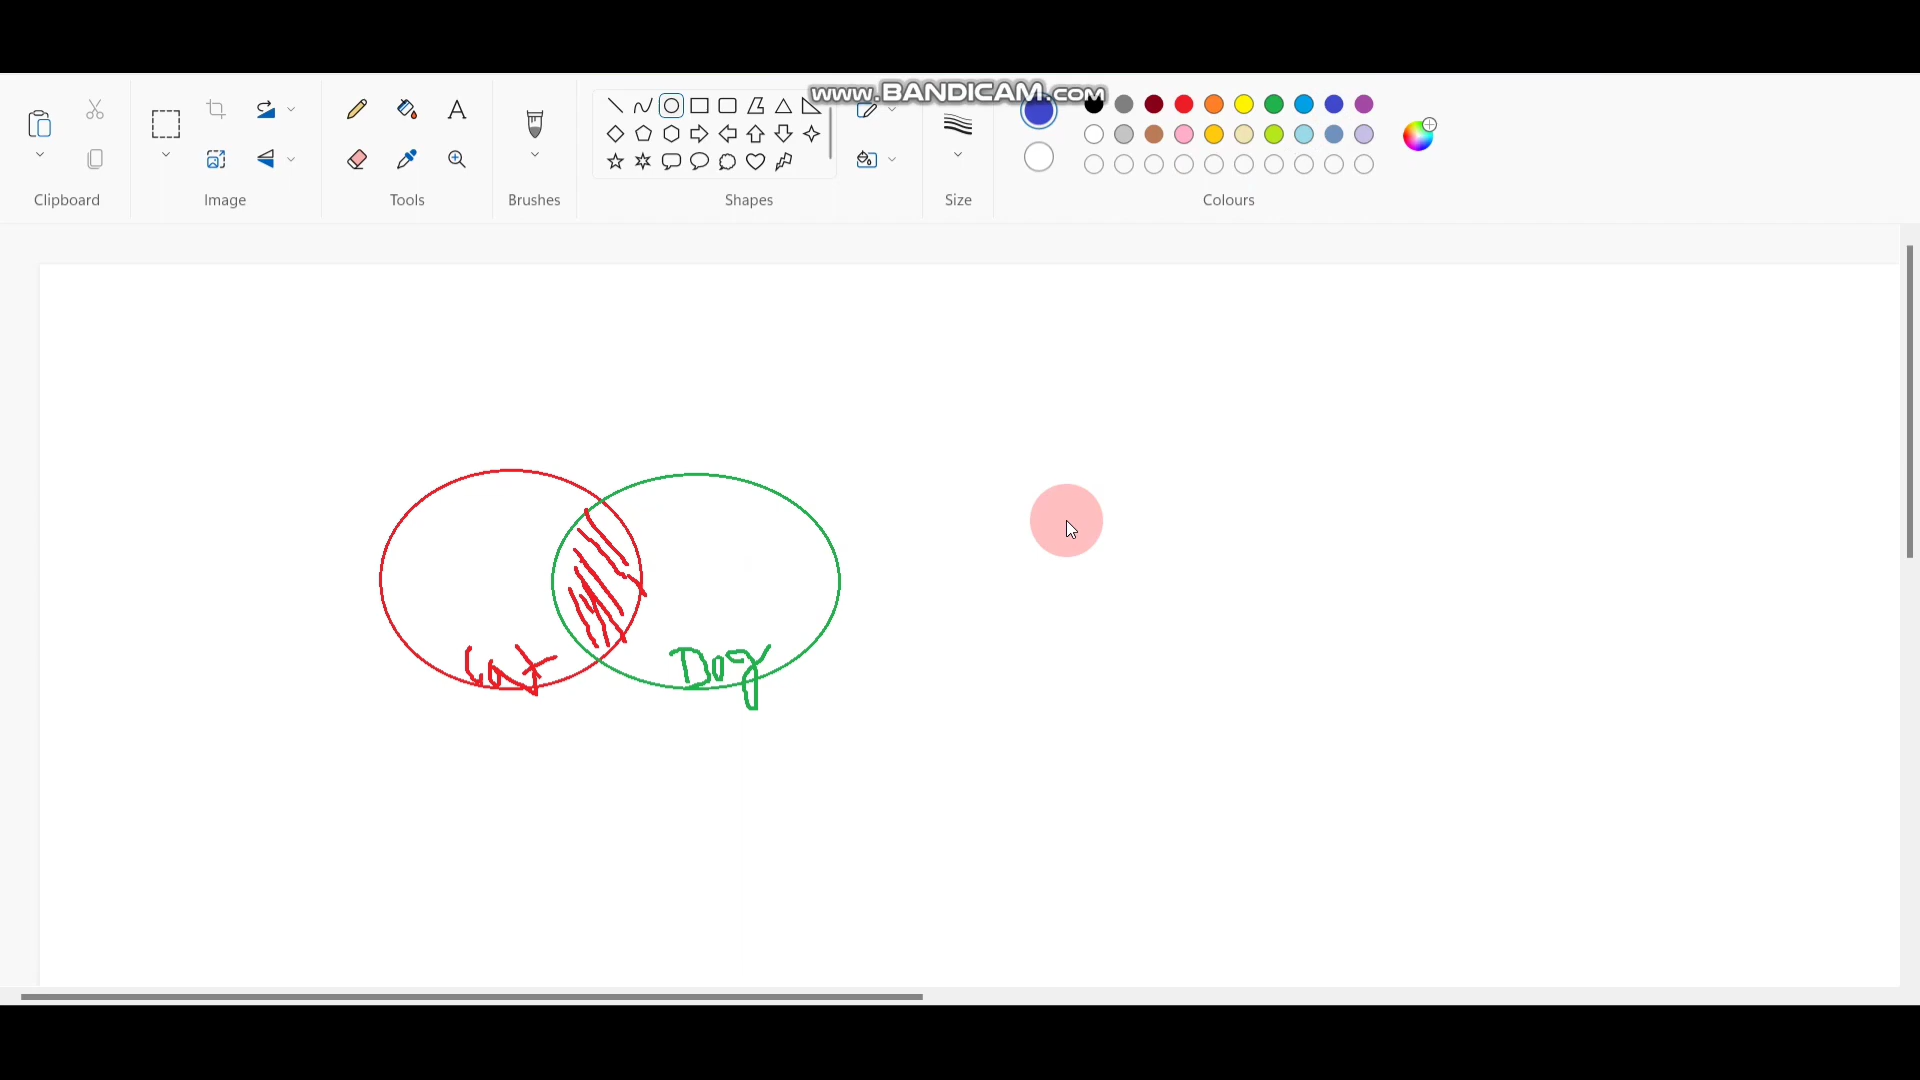 www.BANDICAM.com
A
Clipboard
Image
Tools
Brushes
Shapes
Size
Colours
Cat
Dog